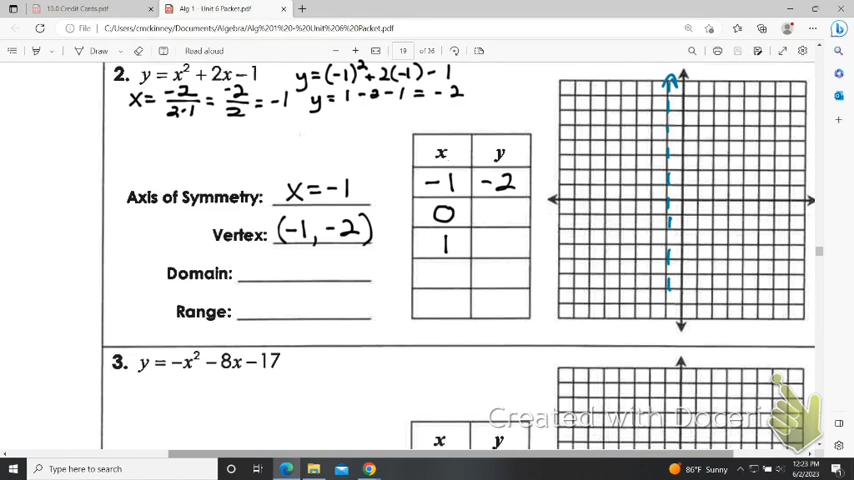 13.0 Credit Cards.pdf
Alg 1 - Unit 6 Packet.pdf
C:/Users/cmckinney/Documents/Algebra/Alg%201%20-%20Unit%206%20Packet.pdf
Draw
Read aloud
19 of 36
2. y = x² + 2x − 1 y = (-1)² + 2(-1) - 1
x = -2/2·1 = -2/2 = -1 y = 1 - 2 - 1 = -2
x y
Axis of Symmetry: x = -1
-1 -2
0
Vertex: (-1, -2)
1
Domain:
Range:
3. y = −x² − 8x − 17
Created with Doceri
x y
Type here to search
86°F Sunny
12:23 PM
6/2/2023